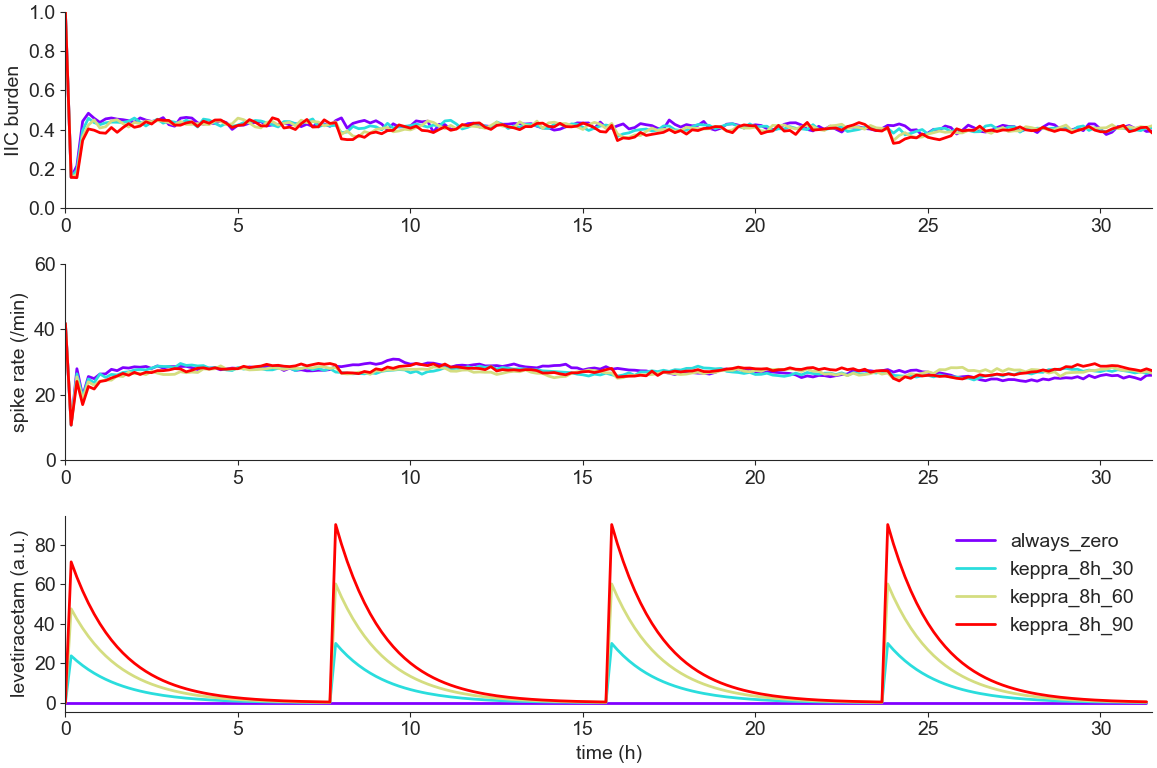 IIC burden
1.0
0.8
0.6
0.4
0.2
0.0
0 5 10 15 20 25 30
spike rate (/min)
60
40
20
0
0 5 10 15 20 25 30
levetiracetam (a.u.)
80
60
40
20
0
always_zero
keppra_8h_30
keppra_8h_60
keppra_8h_90
0 5 10 15 20 25 30
time (h)